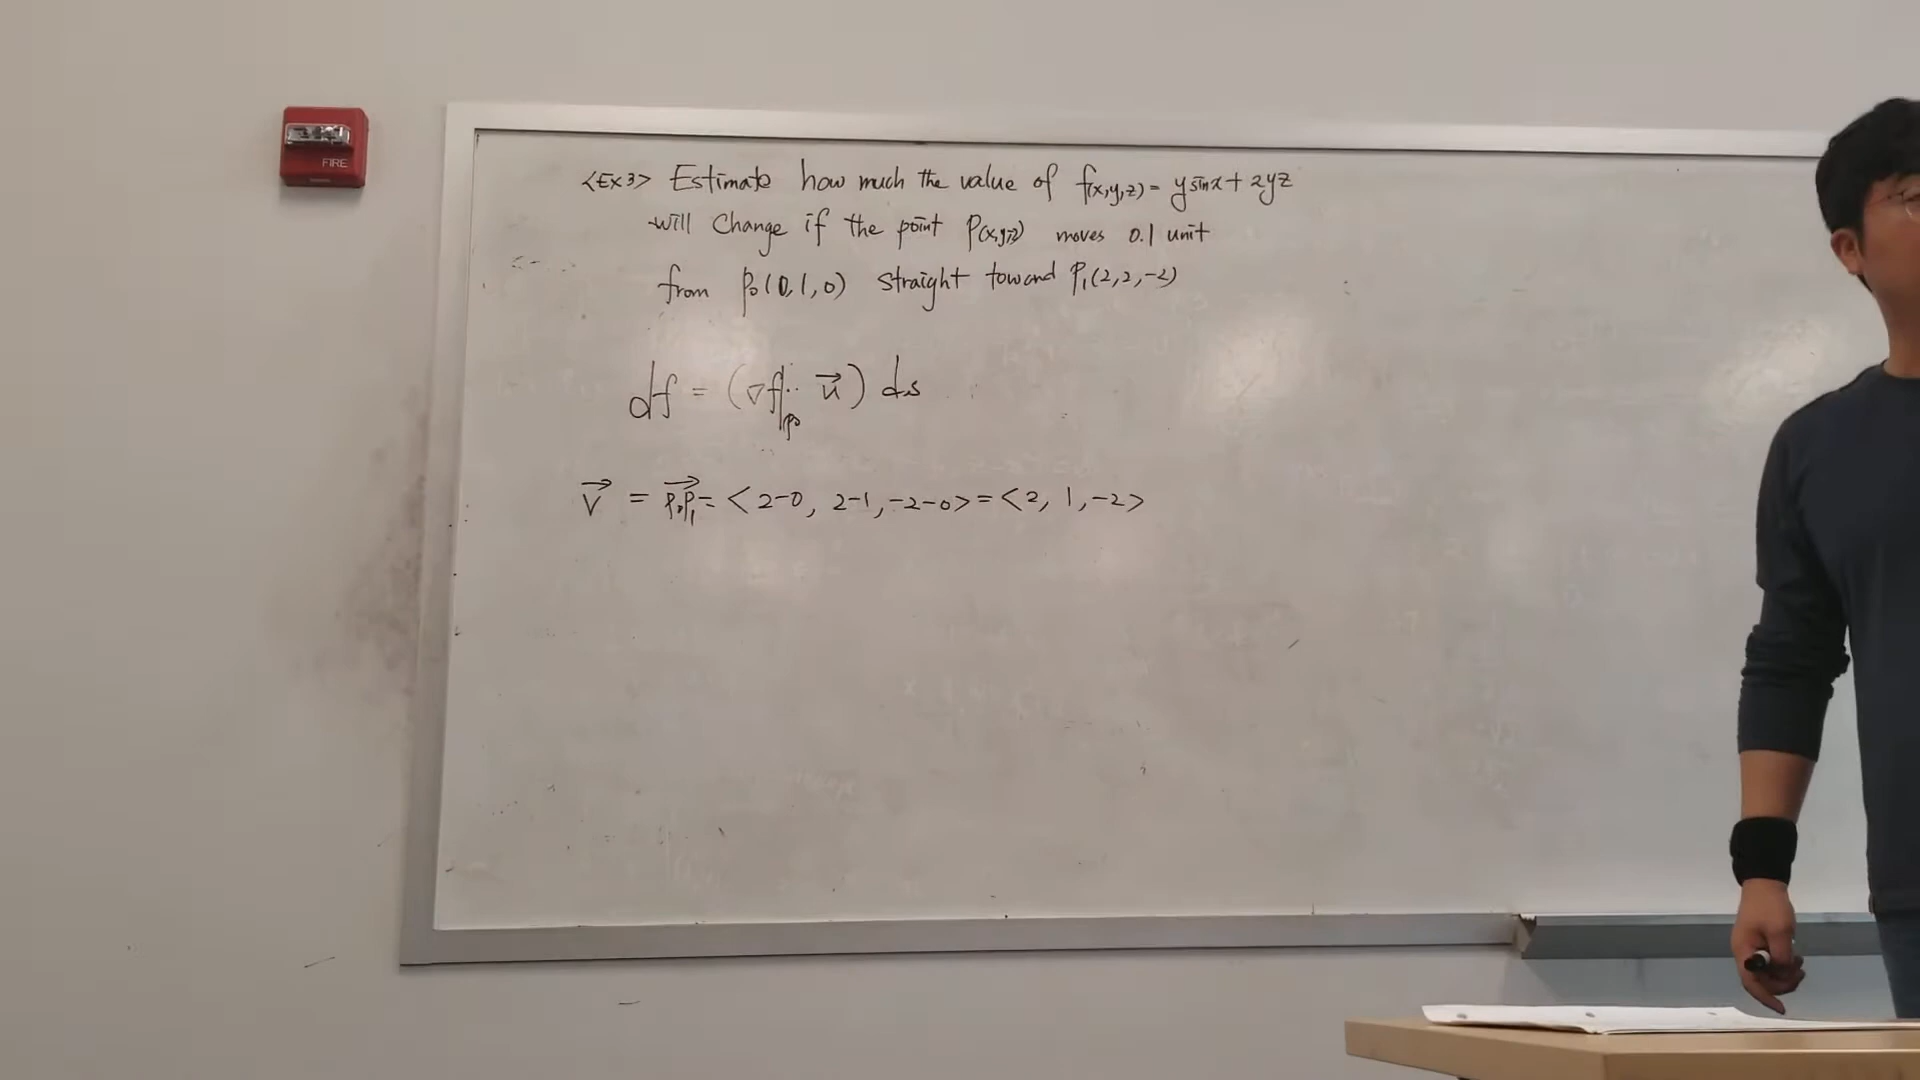 FIRE
<Ex 3> Estimate how much the value of f(x,y,z) = y sin x + 2yz
will change if the point P(x,y,z) moves 0.1 unit
from P₀(0,1,0) straight toward P₁(2,2,-2)
df = (∇f|P₀ · u⃗) ds
v⃗ = P₀P₁⃗ = <2-0, 2-1, -2-0> = <2, 1, -2>